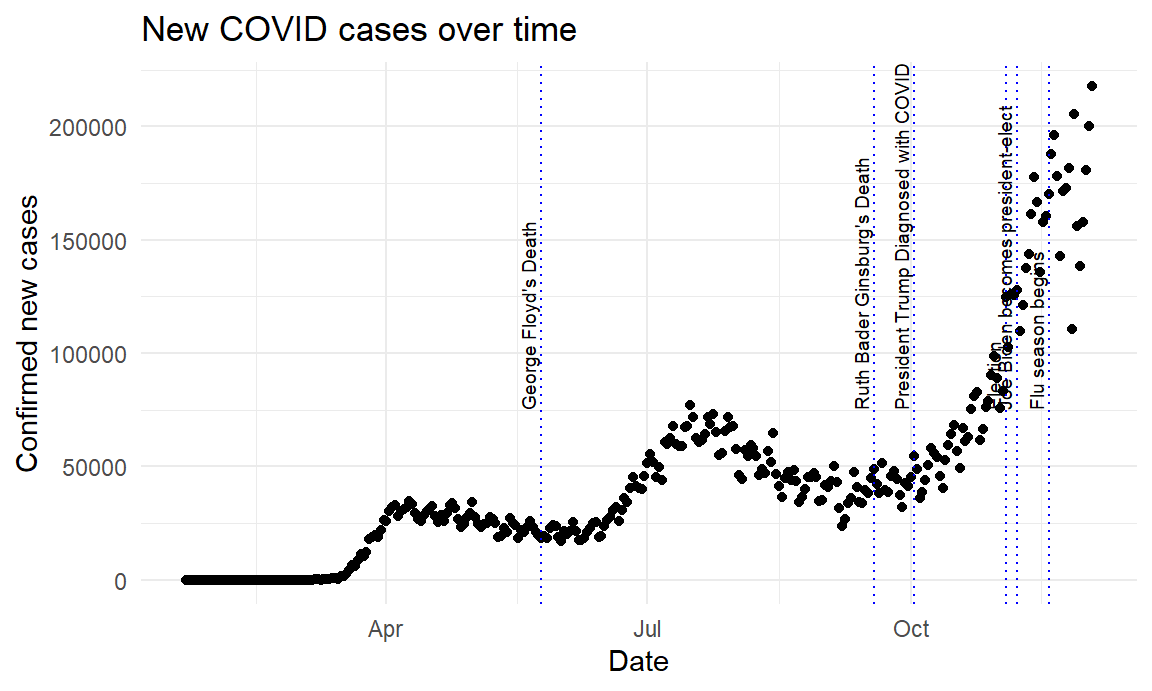 New COVID cases over time
Confirmed new cases
200000
150000
100000
50000
0
George Floyd's Death
Ruth Bader Ginsburg's Death
President Trump Diagnosed with COVID
Election
Joe Biden becomes president-elect
Flu season begins
Apr
Jul
Oct
Date